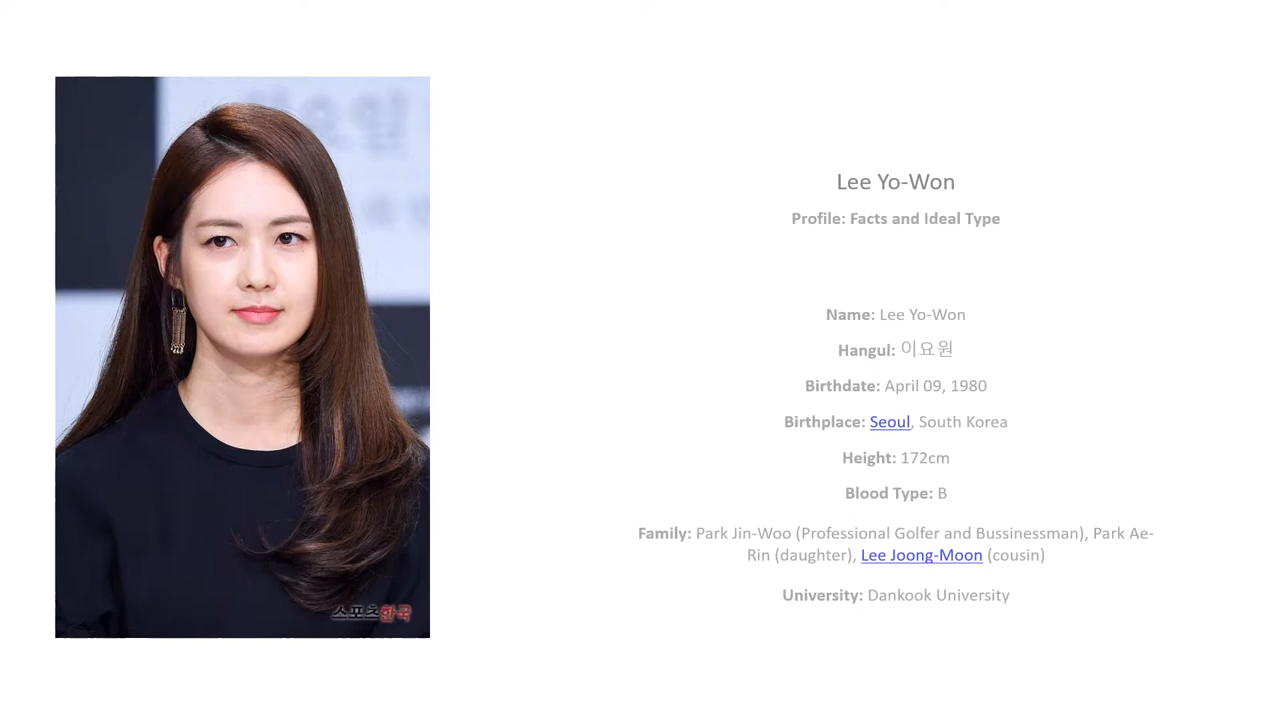 Lee Yo-Won
Profile: Facts and Ideal Type
Name: Lee Yo-Won
Hangul: 이요원
Birthdate: April 09, 1980
Birthplace: Seoul, South Korea
Height: 172cm
Blood Type: B
Family: Park Jin-Woo (Professional Golfer and Bussinessman), Park Ae-
Rin (daughter), Lee Joong-Moon (cousin)
University: Dankook University
스포츠한국